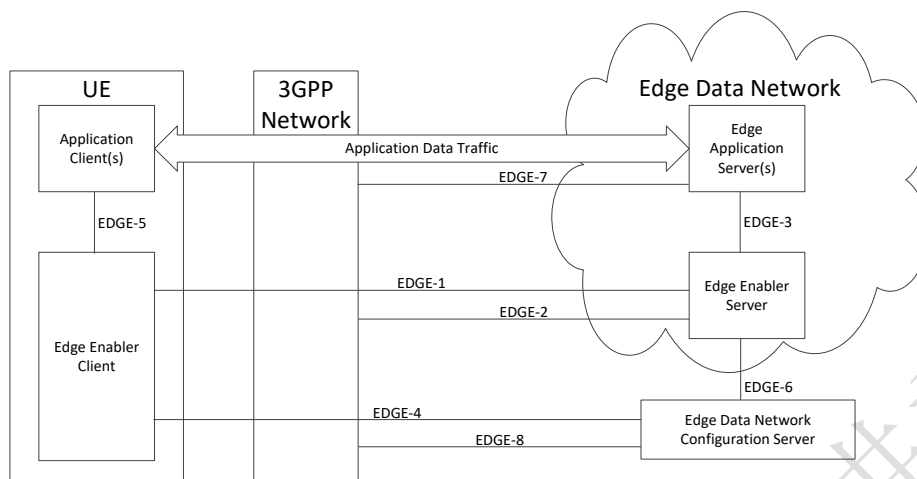 UE
3GPP
Network
Edge Data Network
Application
Client(s)
Application Data Traffic
Edge
Application
Server(s)
EDGE-7
EDGE-5
EDGE-3
EDGE-1
Edge Enabler
Server
EDGE-2
Edge Enabler
Client
EDGE-6
EDGE-4
Edge Data Network
Configuration Server
EDGE-8